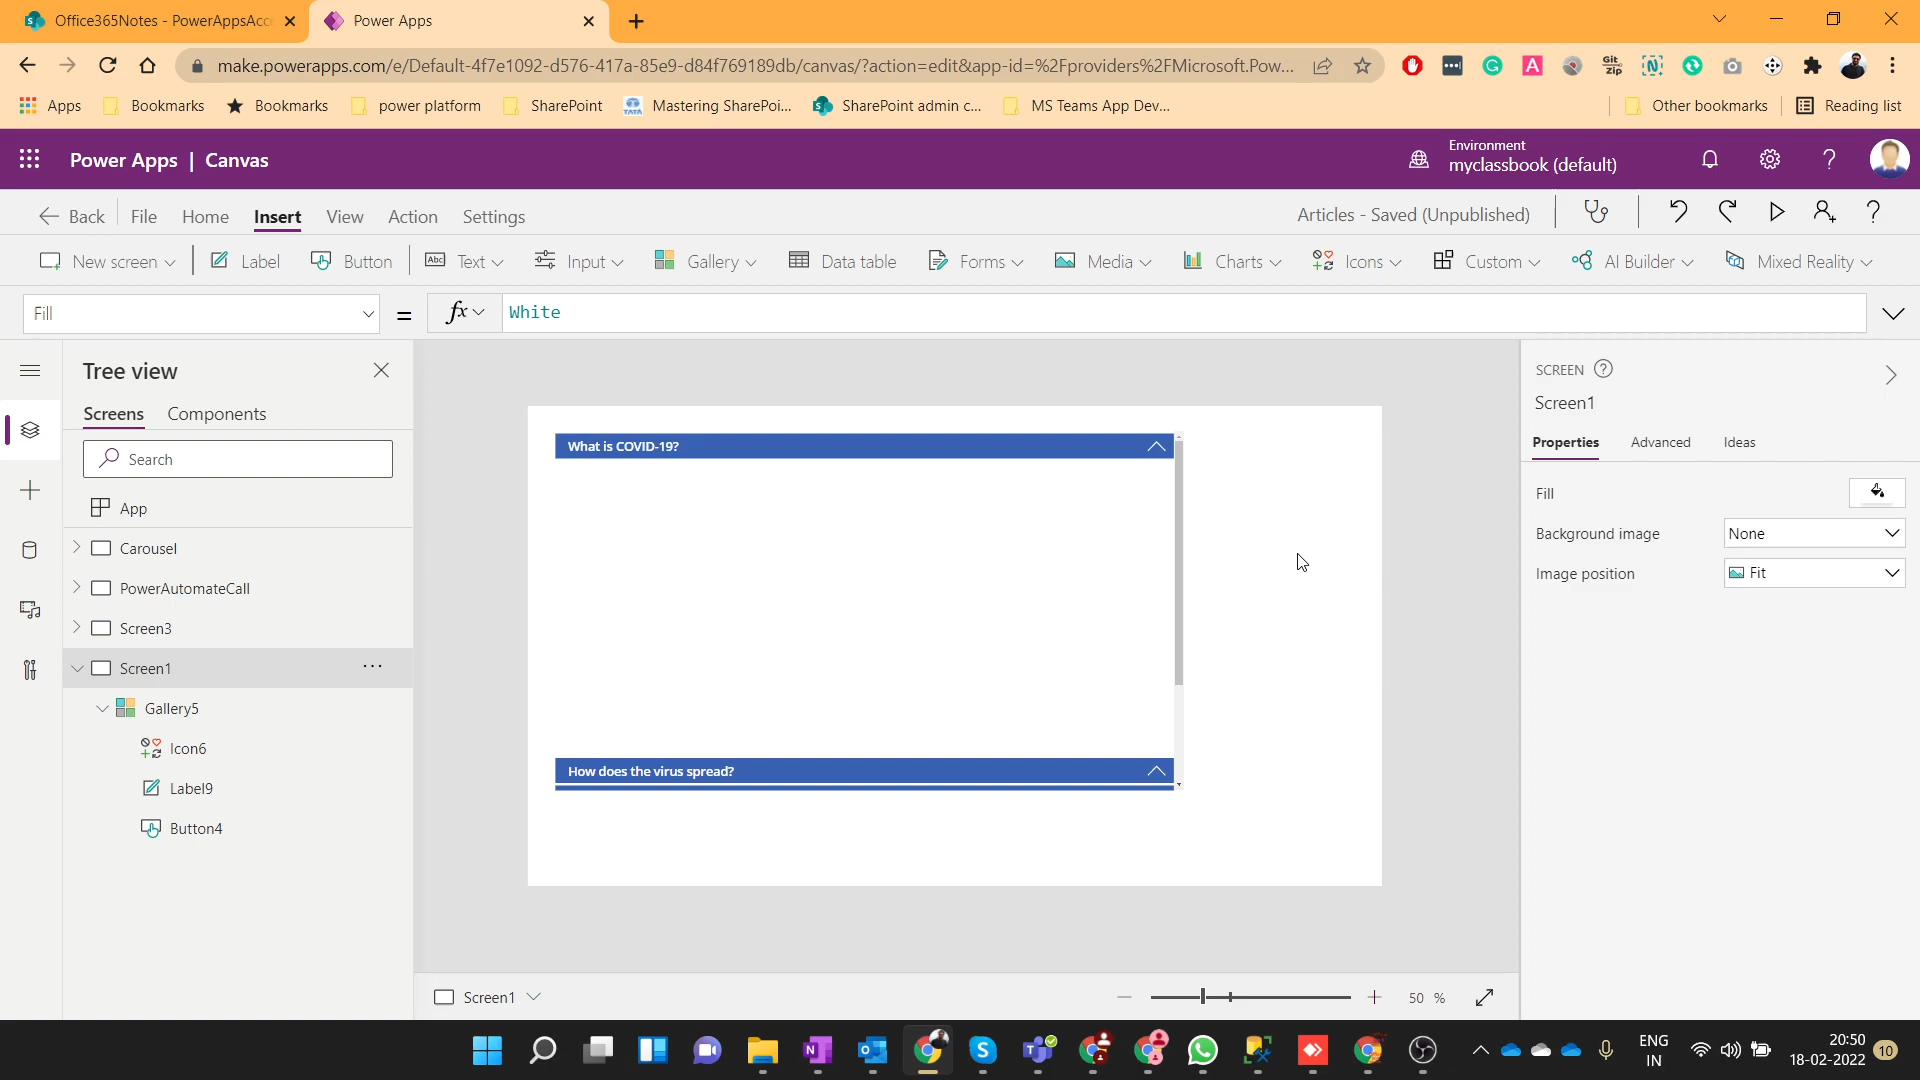 Office365Notes - PowerAppsAcc
Power Apps
make.powerapps.com/e/Default-4f7e1092-d576-417a-85e9-d84f769189db/canvas/?action=edit&app-id=%2Fproviders%2FMicrosoft.Pow...
Apps Bookmarks Bookmarks power platform SharePoint Mastering SharePoi... SharePoint admin c... MS Teams App Dev... Other bookmarks Reading list
Power Apps | Canvas
Environment
myclassbook (default)
Back File Home Insert View Action Settings Articles - Saved (Unpublished)
New screen Label Button Text Input Gallery Data table Forms Media Charts Icons Custom AI Builder Mixed Reality
Fill = fx White
Tree view
Screens Components
Search
App
Carousel
PowerAutomateCall
Screen3
Screen1
Gallery5
Icon6
Label9
Button4
What is COVID-19?
How does the virus spread?
SCREEN
Screen1
Properties Advanced Ideas
Fill
Background image None
Image position Fit
Screen1 50 %
ENG
IN
20:50
18-02-2022
10